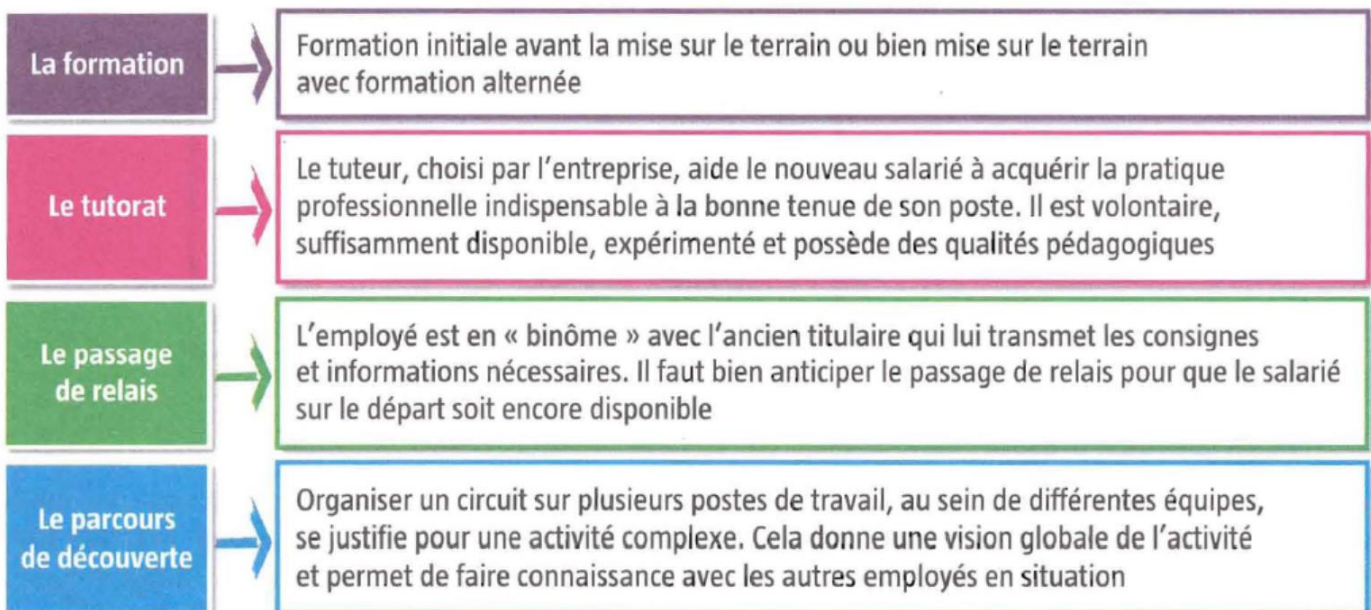 La formation
Formation initiale avant la mise sur le terrain ou bien mise sur le terrain
avec formation alternée
Le tutorat
Le tuteur, choisi par l'entreprise, aide le nouveau salarié à acquérir la pratique
professionnelle indispensable à la bonne tenue de son poste. Il est volontaire,
suffisamment disponible, expérimenté et possède des qualités pédagogiques
Le passage
de relais
L'employé est en « binôme » avec l'ancien titulaire qui lui transmet les consignes
et informations nécessaires. Il faut bien anticiper le passage de relais pour que le salarié
sur le départ soit encore disponible
Le parcours
de découverte
Organiser un circuit sur plusieurs postes de travail, au sein de différentes équipes,
se justifie pour une activité complexe. Cela donne une vision globale de l'activité
et permet de faire connaissance avec les autres employés en situation